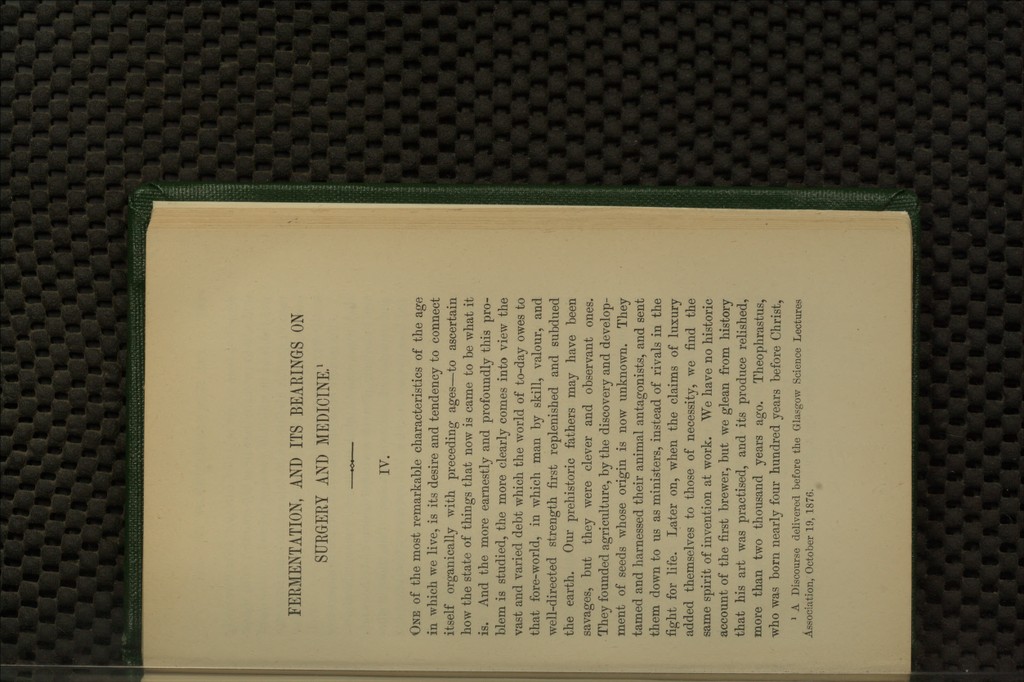 FERMENTATION, AND ITS BEARINGS ON
SURGERY AND MEDICINE.¹
IV.
ONE of the most remarkable characteristics of the age
in which we live, is its desire and tendency to connect
itself organically with preceding ages—to ascertain
how the state of things that now is came to be what it
is. And the more earnestly and profoundly this pro-
blem is studied, the more clearly comes into view the
vast and varied debt which the world of to-day owes to
that fore-world, in which man by skill, valour, and
well-directed strength first replenished and subdued
the earth. Our prehistoric fathers may have been
savages, but they were clever and observant ones.
They founded agriculture, by the discovery and develop-
ment of seeds whose origin is now unknown. They
tamed and harnessed their animal antagonists, and sent
them down to us as ministers, instead of rivals in the
fight for life. Later on, when the claims of luxury
added themselves to those of necessity, we find the
same spirit of invention at work. We have no historic
account of the first brewer, but we glean from history
that his art was practised, and its produce relished,
more than two thousand years ago. Theophrastus,
who was born nearly four hundred years before Christ,
¹ A Discourse delivered before the Glasgow Science Lectures
Association, October 19, 1876.